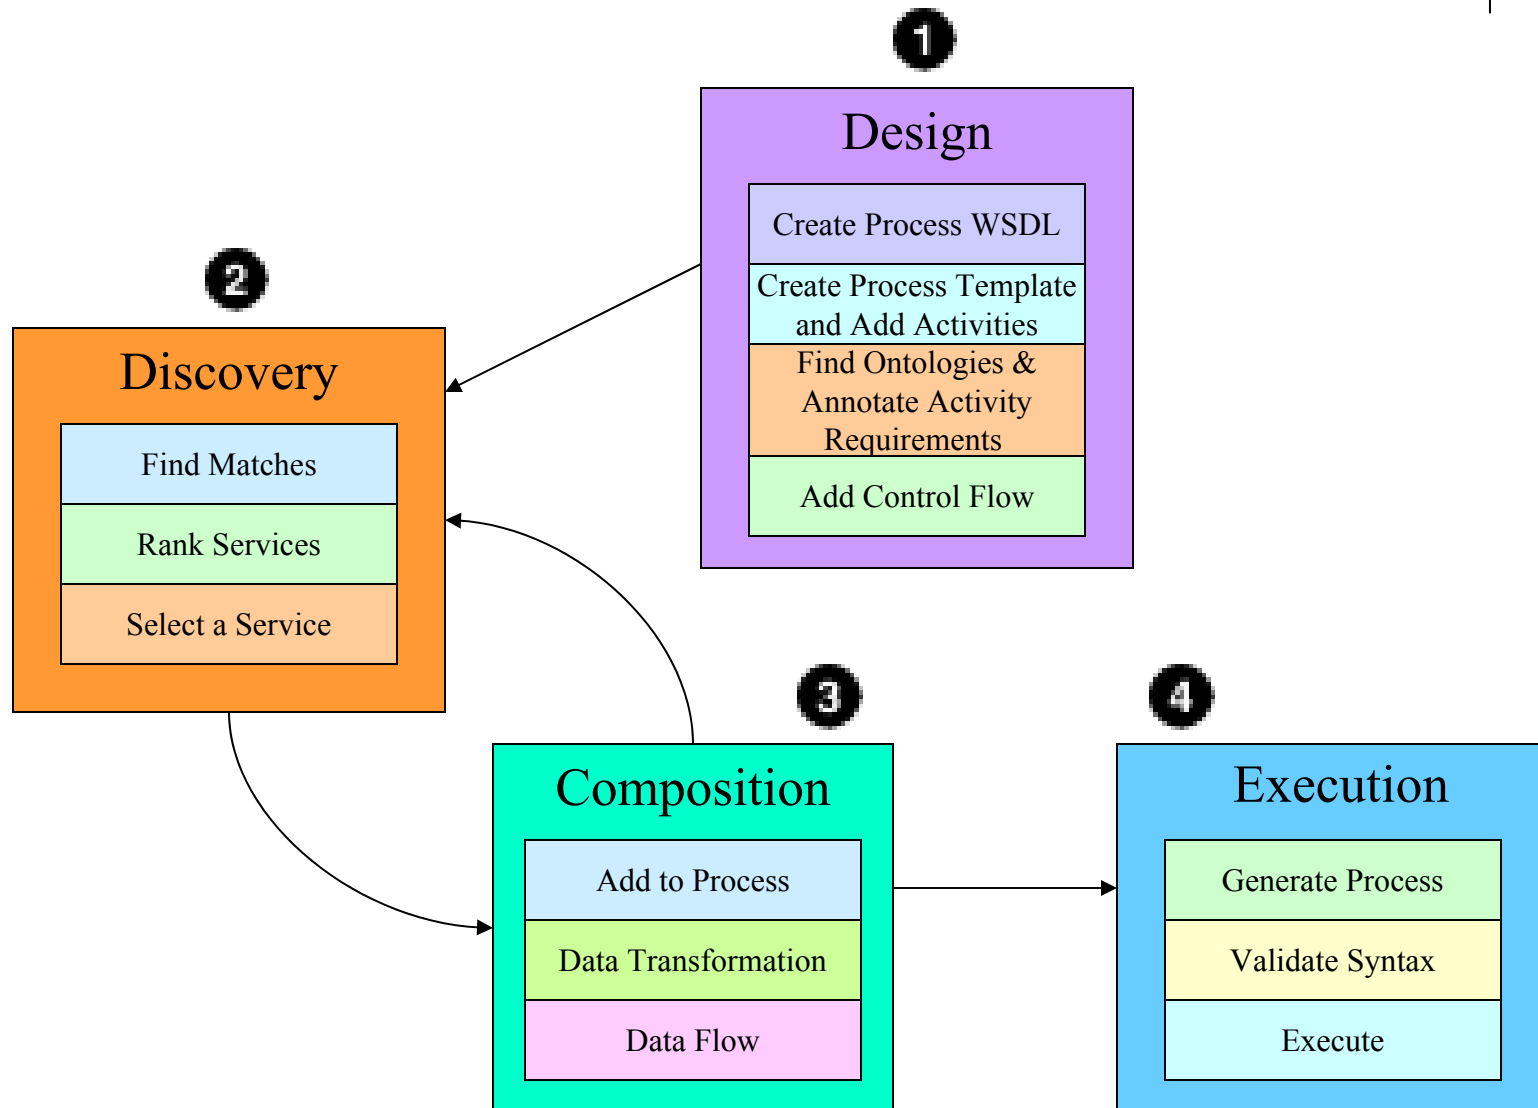 1
Design
Create Process WSDL
Create Process Template
and Add Activities
Find Ontologies &
Annotate Activity
Requirements
Add Control Flow
2
Discovery
Find Matches
Rank Services
Select a Service
3
Composition
Add to Process
Data Transformation
Data Flow
4
Execution
Generate Process
Validate Syntax
Execute